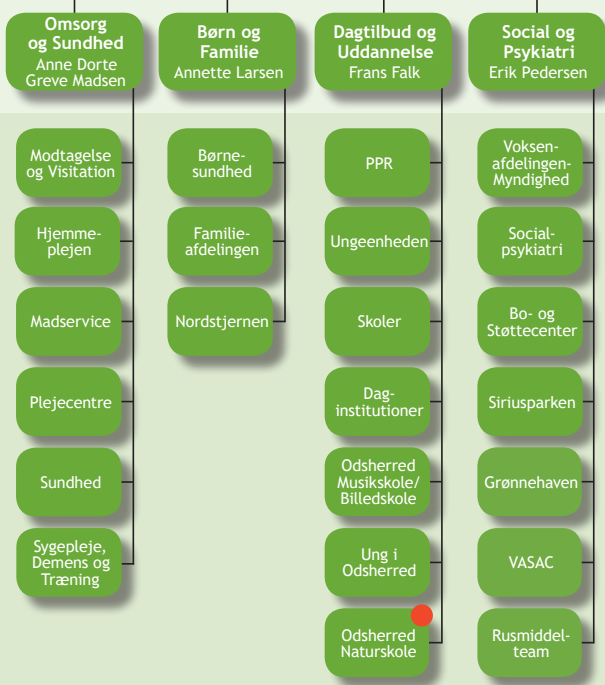 Omsorg
og Sundhed
Anne Dorte
Greve Madsen
Modtagelse
og Visitation
Hjemme-
plejen
Madservice
Plejecentre
Sundhed
Sygepleje,
Demens og
Træning
Børn og
Familie
Annette Larsen
Børne-
sundhed
Familie-
afdelingen
Nordstjernen
Dagtilbud og
Uddannelse
Frans Falk
PPR
Ungeenheden
Skoler
Dag-
institutioner
Odsherred
Musikskole/
Billedskole
Ung i
Odsherred
Odsherred
Naturskole
Social og
Psykiatri
Erik Pedersen
Voksen-
afdelingen-
Myndighed
Social-
psykiatri
Bo- og
Støttecenter
Siriusparken
Grønnehaven
VASAC
Rusmiddel-
team